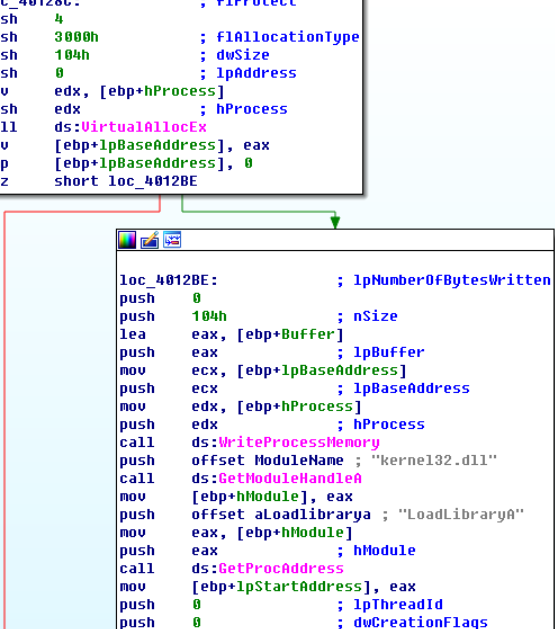 sh 4
sh 3000h ; flAllocationType
sh 104h ; dwSize
sh 0 ; lpAddress
v edx, [ebp+hProcess]
sh edx ; hProcess
ll ds:VirtualAllocEx
v [ebp+lpBaseAddress], eax
p [ebp+lpBaseAddress], 0
z short loc_4012BE
loc_4012BE: ; lpNumberOfBytesWritten
push 0
push 104h ; nSize
lea eax, [ebp+Buffer]
push eax ; lpBuffer
mov ecx, [ebp+lpBaseAddress]
push ecx ; lpBaseAddress
mov edx, [ebp+hProcess]
push edx ; hProcess
call ds:WriteProcessMemory
push offset ModuleName ; "kernel32.dll"
call ds:GetModuleHandleA
mov [ebp+hModule], eax
push offset aLoadlibrarya ; "LoadLibraryA"
mov eax, [ebp+hModule]
push eax ; hModule
call ds:GetProcAddress
mov [ebp+lpStartAddress], eax
push 0 ; lpThreadId
push 0 ; dwCreationFlags